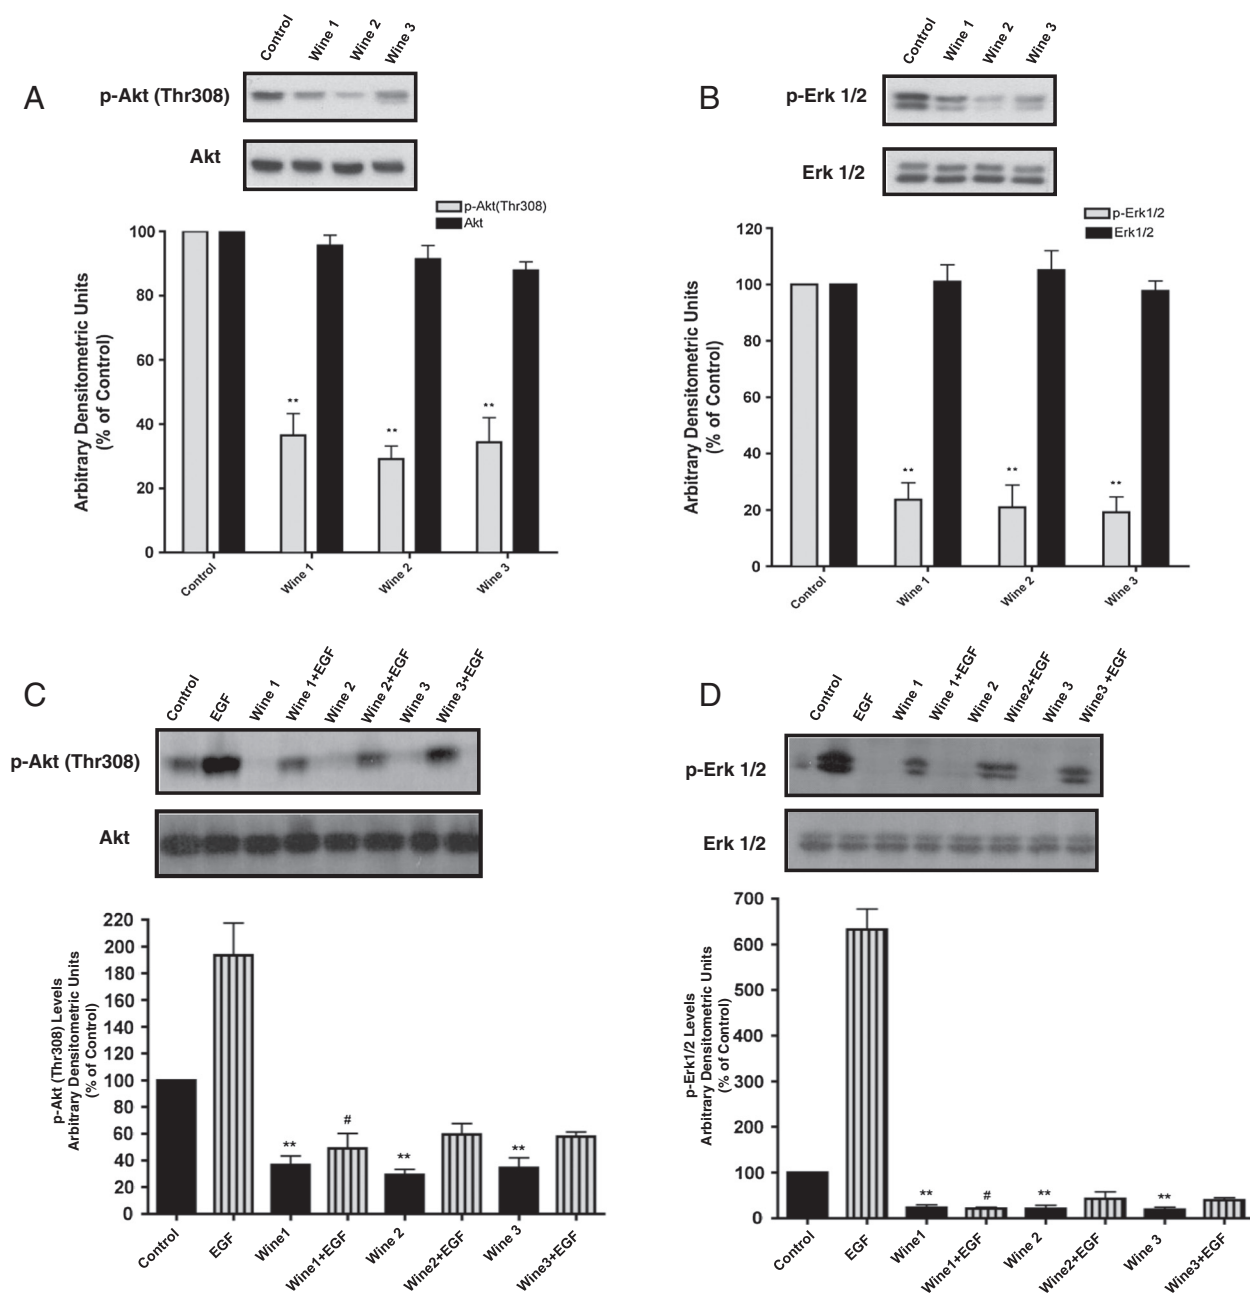 A
Control
Wine 1
Wine 2
Wine 3
p-Akt (Thr308)
Akt
p-Akt(Thr308)
Akt
Arbitrary Densitometric Units
(% of Control)
100
80
60
40
20
0
**
**
**
Control
Wine 1
Wine 2
Wine 3
B
Control
Wine 1
Wine 2
Wine 3
p-Erk 1/2
Erk 1/2
p-Erk1/2
Erk1/2
Arbitrary Densitometric Units
(% of Control)
120
100
80
60
40
20
0
**
**
**
Control
Wine 1
Wine 2
Wine 3
C
Control
EGF
Wine 1
Wine 1+EGF
Wine 2
Wine 2+EGF
Wine 3
Wine 3+EGF
p-Akt (Thr308)
Akt
p-Akt (Thr308) Levels
Arbitrary Densitometric Units
(% of Control)
220
200
180
160
140
120
100
80
60
40
20
0
**
#
**
**
Control
EGF
Wine1
Wine1+EGF
Wine 2
Wine2+EGF
Wine 3
Wine3+EGF
D
Control
EGF
Wine 1
Wine 1+EGF
Wine 2
Wine2+EGF
Wine 3
Wine3 +EGF
p-Erk 1/2
Erk 1/2
p-Erk1/2 Levels
Arbitrary Densitometric Units
(% of Control)
700
600
500
400
300
200
100
0
**
#
**
**
Control
EGF
Wine1
Wine1+EGF
Wine 2
Wine2+EGF
Wine 3
Wine3+EGF